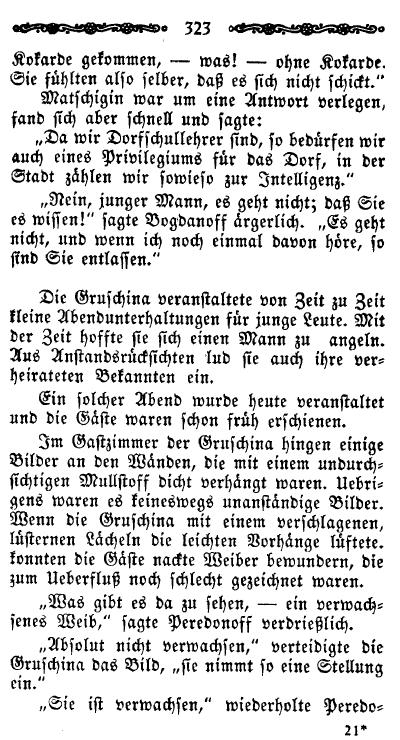 323
Kokarde gekommen, — was! — ohne Kokarde.
Sie fühlten also selber, daß es sich nicht schickt.“
Matschigin war um eine Antwort verlegen,
fand sich aber schnell und sagte:
„Da wir Dorfschullehrer sind, so bedürfen wir
auch eines Privilegiums für das Dorf, in der
Stadt zählen wir sowieso zur Intelligenz.“
„Nein, junger Mann, es geht nicht; daß Sie
es wissen!“ sagte Bogdanoff ärgerlich. „Es geht
nicht, und wenn ich noch einmal davon höre, so
sind Sie entlassen.“
Die Gruschina veranstaltete von Zeit zu Zeit
kleine Abendunterhaltungen für junge Leute. Mit
der Zeit hoffte sie sich einen Mann zu angeln.
Aus Anstandsrücksichten lud sie auch ihre ver-
heirateten Bekannten ein.
Ein solcher Abend wurde heute veranstaltet
und die Gäste waren schon früh erschienen.
Im Gastzimmer der Gruschina hingen einige
Bilder an den Wänden, die mit einem undurch-
sichtigen Mullstoff dicht verhängt waren. Uebri-
gens waren es keineswegs unanständige Bilder.
Wenn die Gruschina mit einem verschlagenen,
lüsternen Lächeln die leichten Vorhänge lüftete.
konnten die Gäste nackte Weiber bewundern, die
zum Ueberfluß noch schlecht gezeichnet waren.
„Was gibt es da zu sehen, — ein verwach-
senes Weib,“ sagte Peredonoff verdrießlich.
„Absolut nicht verwachsen,“ verteidigte die
Gruschina das Bild, „sie nimmt so eine Stellung
ein.“
„Sie ist verwachsen,“ wiederholte Peredo-
21*